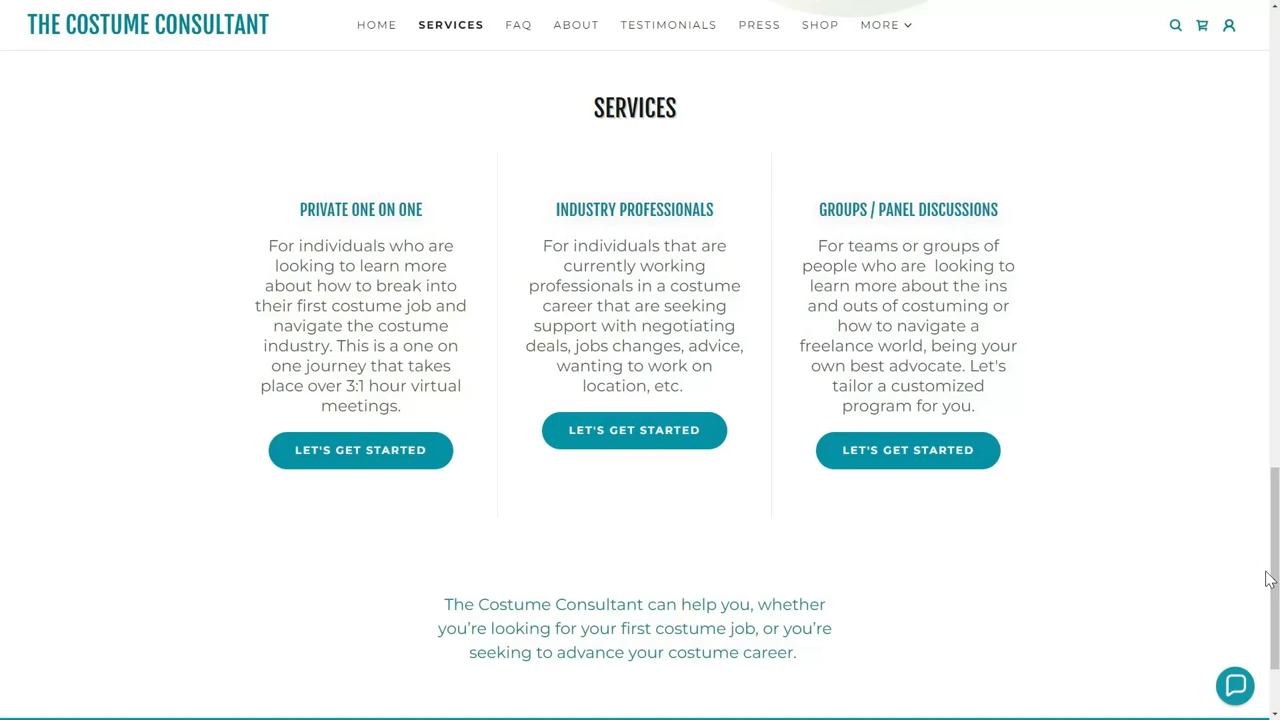 THE COSTUME CONSULTANT
HOME SERVICES FAQ ABOUT TESTIMONIALS PRESS SHOP MORE
SERVICES
PRIVATE ONE ON ONE
For individuals who are
looking to learn more
about how to break into
their first costume job and
navigate the costume
industry. This is a one on
one journey that takes
place over 3:1 hour virtual
meetings.
LET'S GET STARTED
INDUSTRY PROFESSIONALS
For individuals that are
currently working
professionals in a costume
career that are seeking
support with negotiating
deals, jobs changes, advice,
wanting to work on
location, etc.
LET'S GET STARTED
GROUPS / PANEL DISCUSSIONS
For teams or groups of
people who are  looking to
learn more about the ins
and outs of costuming or
how to navigate a
freelance world, being your
own best advocate. Let's
tailor a customized
program for you.
LET'S GET STARTED
The Costume Consultant can help you, whether
you’re looking for your first costume job, or you’re
seeking to advance your costume career.